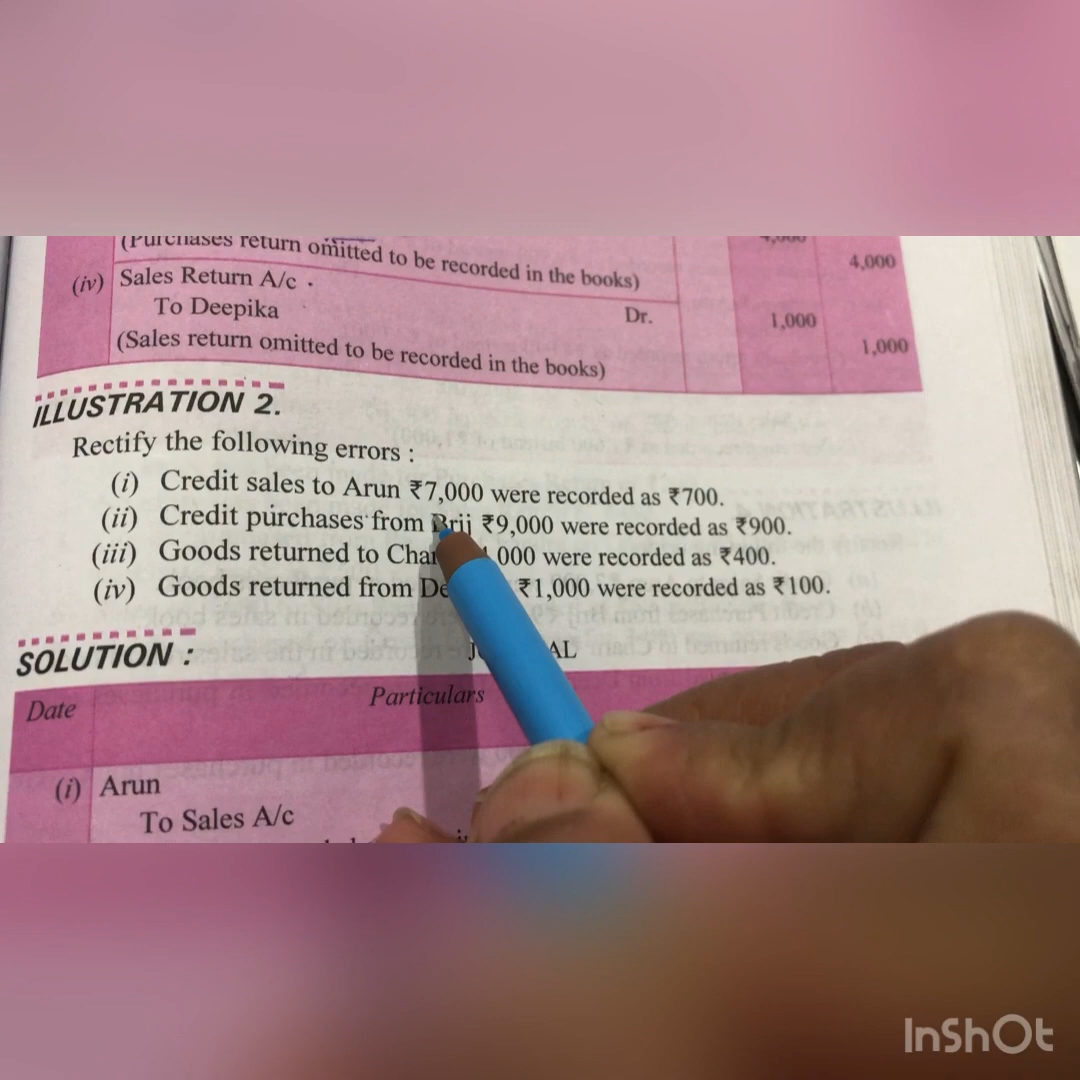 (Purchases return omitted to be recorded in the books)
4,000
4,000
(iv) Sales Return A/c . Dr. 1,000
To Deepika 1,000
(Sales return omitted to be recorded in the books)
ILLUSTRATION 2.
Rectify the following errors :
(i) Credit sales to Arun ₹7,000 were recorded as ₹700.
(ii) Credit purchases from Brij ₹9,000 were recorded as ₹900.
(iii) Goods returned to ,000 were recorded as ₹400.
(iv) Goods returned from ₹1,000 were recorded as ₹100.
SOLUTION :
Date Particulars
(i) Arun
To Sales A/c
InShOt